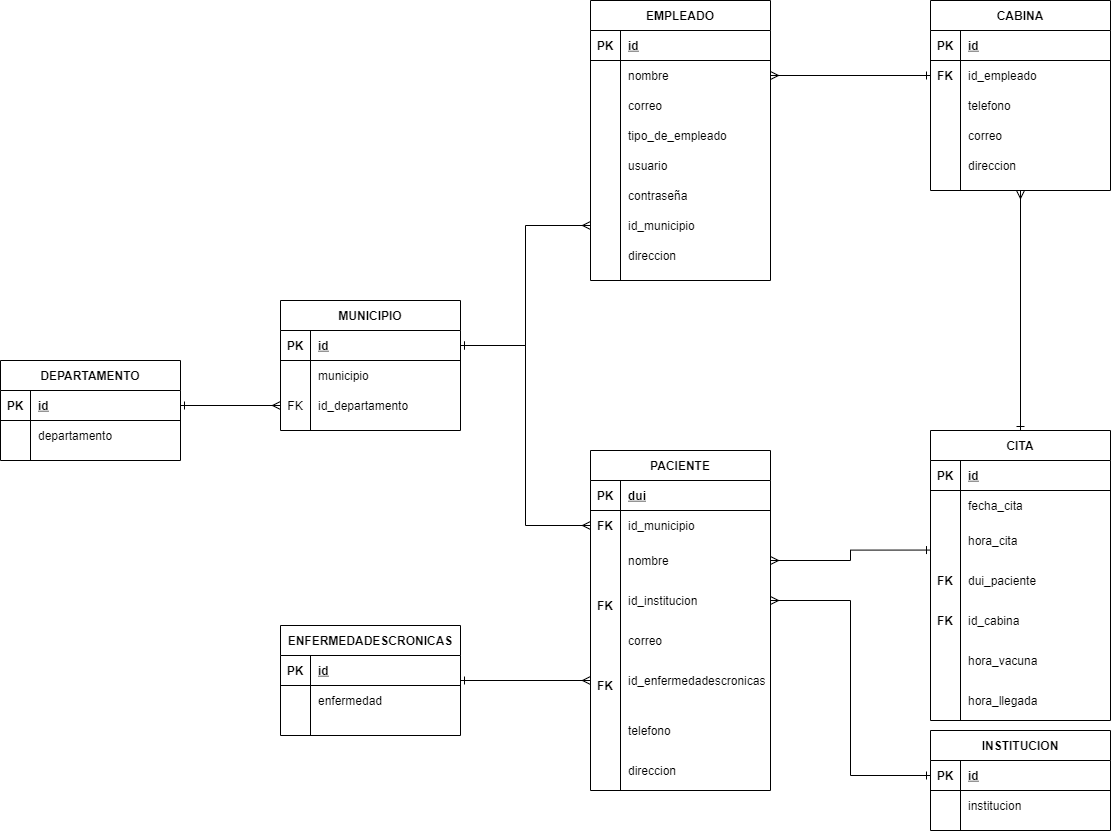 EMPLEADO
PK id
nombre
correo
tipo_de_empleado
usuario
contraseña
id_municipio
direccion
CABINA
PK id
FK id_empleado
telefono
correo
direccion
MUNICIPIO
PK id
municipio
FK id_departamento
DEPARTAMENTO
PK id
departamento
PACIENTE
PK dui
FK id_municipio
nombre
FK id_institucion
correo
FK id_enfermedadescronicas
telefono
direccion
CITA
PK id
fecha_cita
hora_cita
FK dui_paciente
FK id_cabina
hora_vacuna
hora_llegada
ENFERMEDADESCRONICAS
PK id
enfermedad
INSTITUCION
PK id
institucion